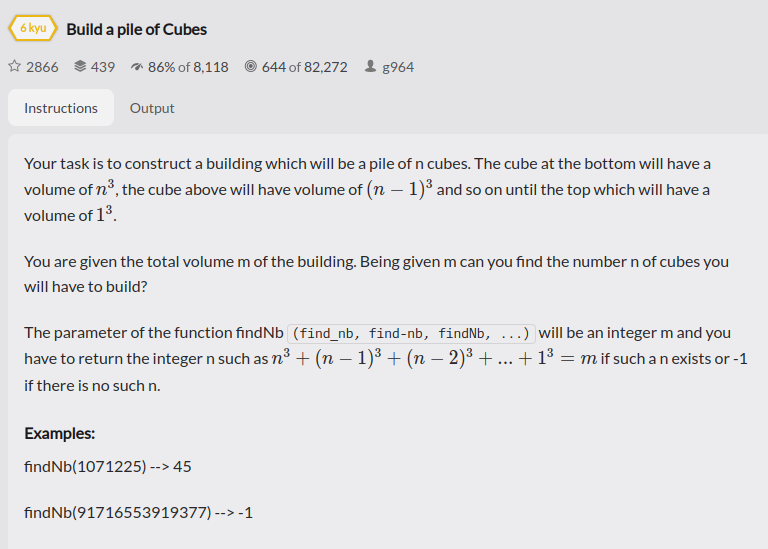 6 kyu Build a pile of Cubes
2866 439 86% of 8,118 644 of 82,272 g964
Instructions Output
Your task is to construct a building which will be a pile of n cubes. The cube at the bottom will have a
volume of n³, the cube above will have volume of (n − 1)³ and so on until the top which will have a
volume of 1³.
You are given the total volume m of the building. Being given m can you find the number n of cubes you
will have to build?
The parameter of the function findNb (find_nb, find-nb, findNb, ...) will be an integer m and you
have to return the integer n such as n³ + (n − 1)³ + (n − 2)³ + ... + 1³ = m if such a n exists or -1
if there is no such n.
Examples:
findNb(1071225) --> 45
findNb(91716553919377) --> -1